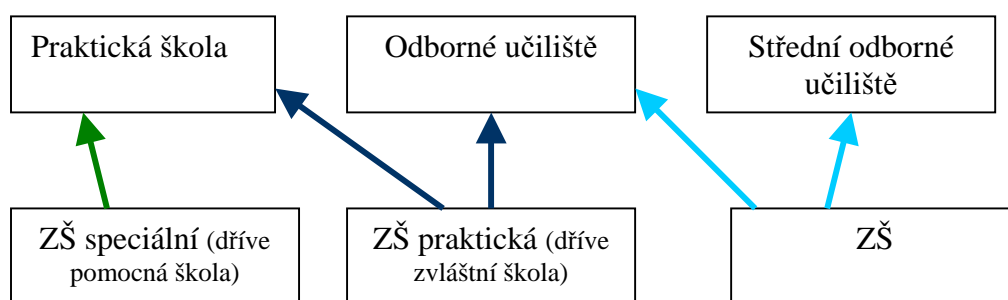 Praktická škola
Odborné učiliště
Střední odborné
učiliště
ZŠ speciální (dříve
pomocná škola)
ZŠ praktická (dříve
zvláštní škola)
ZŠ